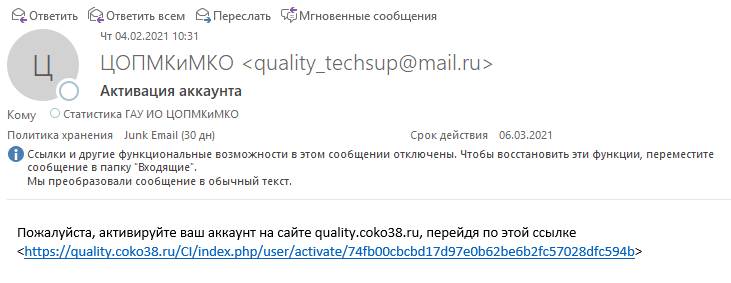 Ответить Ответить всем Переслать Мгновенные сообщения
Чт 04.02.2021 10:31
Ц
ЦОПМКиМКО <quality_techsup@mail.ru>
Активация аккаунта
Кому Статистика ГАУ ИО ЦОПМКиМКО
Политика хранения Junk Email (30 дн) Срок действия 06.03.2021
Ссылки и другие функциональные возможности в этом сообщении отключены. Чтобы восстановить эти функции, переместите
сообщение в папку "Входящие".
Мы преобразовали сообщение в обычный текст.
Пожалуйста, активируйте ваш аккаунт на сайте quality.coko38.ru, перейдя по этой ссылке
<https://quality.coko38.ru/CI/index.php/user/activate/74fb00cbcbd17d97e0b62be6b2fc57028dfc594b>